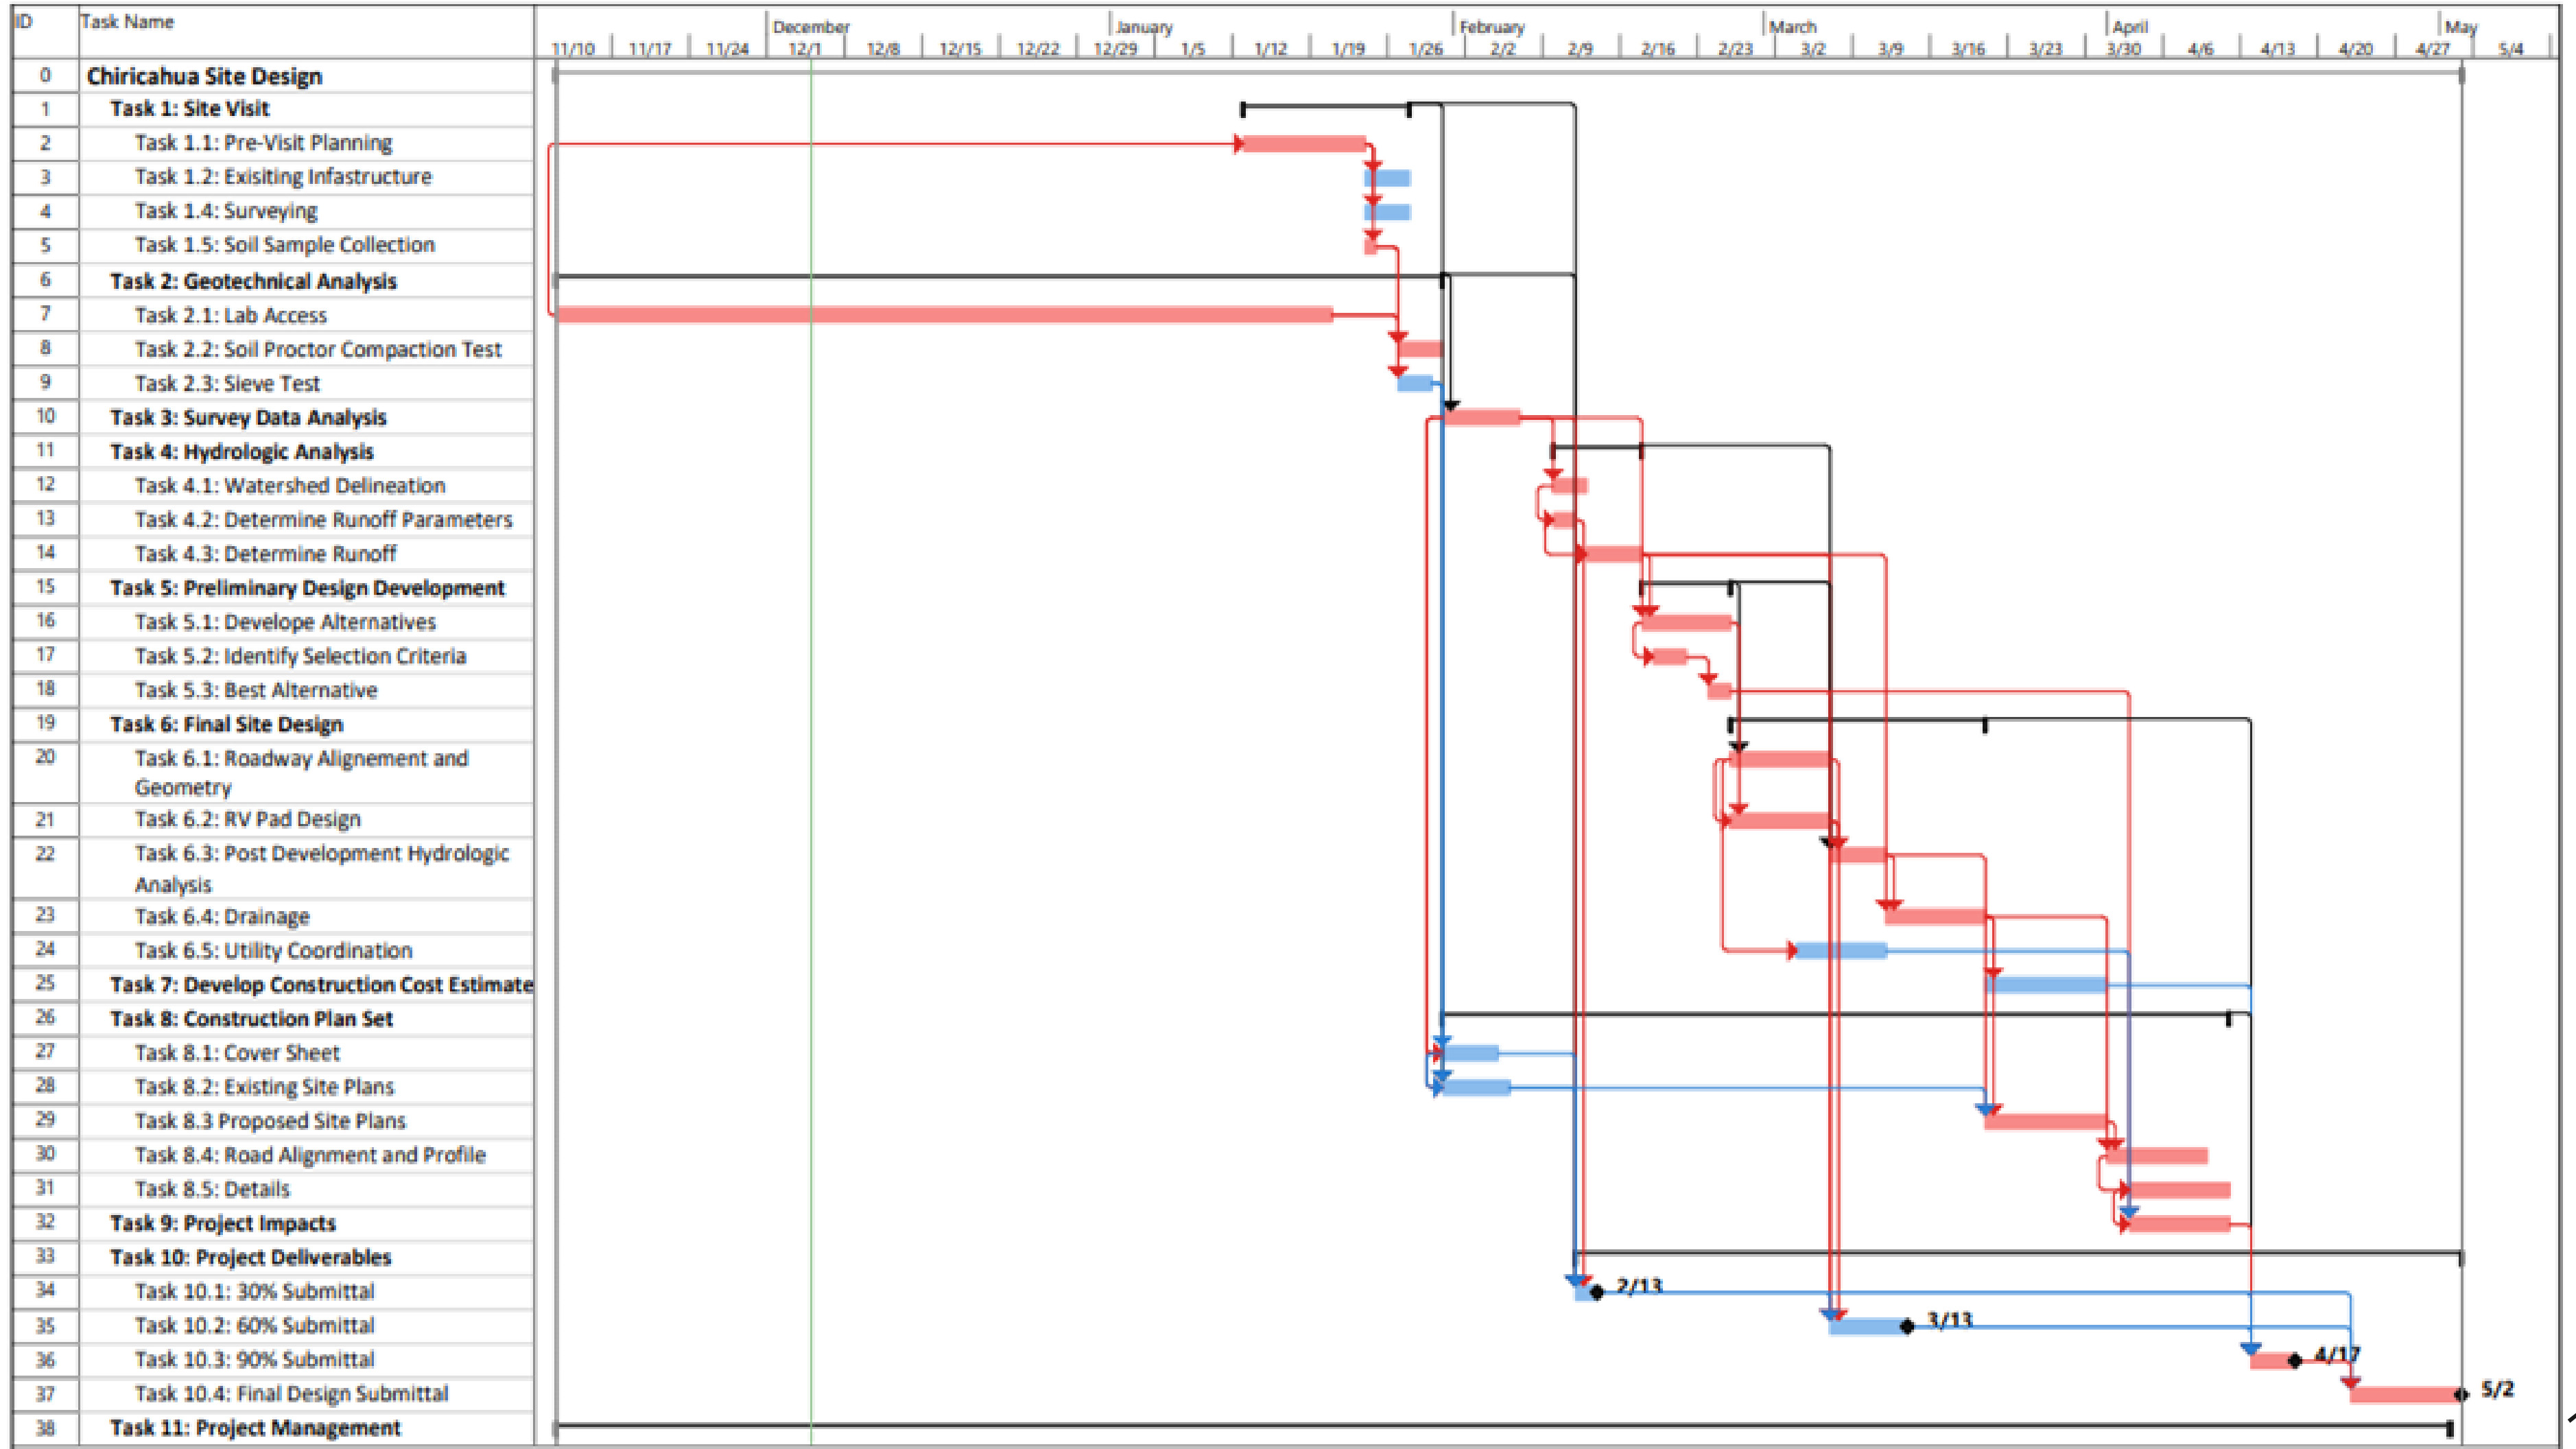 ID Task Name
December January February March April May
11/10 11/17 11/24 12/1 12/8 12/15 12/22 12/29 1/5 1/12 1/19 1/26 2/2 2/9 2/16 2/23 3/2 3/9 3/16 3/23 3/30 4/6 4/13 4/20 4/27 5/4
0 Chiricahua Site Design
1 Task 1: Site Visit
2 Task 1.1: Pre-Visit Planning
3 Task 1.2: Exisiting Infastructure
4 Task 1.4: Surveying
5 Task 1.5: Soil Sample Collection
6 Task 2: Geotechnical Analysis
7 Task 2.1: Lab Access
8 Task 2.2: Soil Proctor Compaction Test
9 Task 2.3: Sieve Test
10 Task 3: Survey Data Analysis
11 Task 4: Hydrologic Analysis
12 Task 4.1: Watershed Delineation
13 Task 4.2: Determine Runoff Parameters
14 Task 4.3: Determine Runoff
15 Task 5: Preliminary Design Development
16 Task 5.1: Develope Alternatives
17 Task 5.2: Identify Selection Criteria
18 Task 5.3: Best Alternative
19 Task 6: Final Site Design
20 Task 6.1: Roadway Alignement and
Geometry
21 Task 6.2: RV Pad Design
22 Task 6.3: Post Development Hydrologic
Analysis
23 Task 6.4: Drainage
24 Task 6.5: Utility Coordination
25 Task 7: Develop Construction Cost Estimate
26 Task 8: Construction Plan Set
27 Task 8.1: Cover Sheet
28 Task 8.2: Existing Site Plans
29 Task 8.3 Proposed Site Plans
30 Task 8.4: Road Alignment and Profile
31 Task 8.5: Details
32 Task 9: Project Impacts
33 Task 10: Project Deliverables
34 Task 10.1: 30% Submittal 2/13
35 Task 10.2: 60% Submittal 3/13
36 Task 10.3: 90% Submittal 4/17
37 Task 10.4: Final Design Submittal 5/2
38 Task 11: Project Management